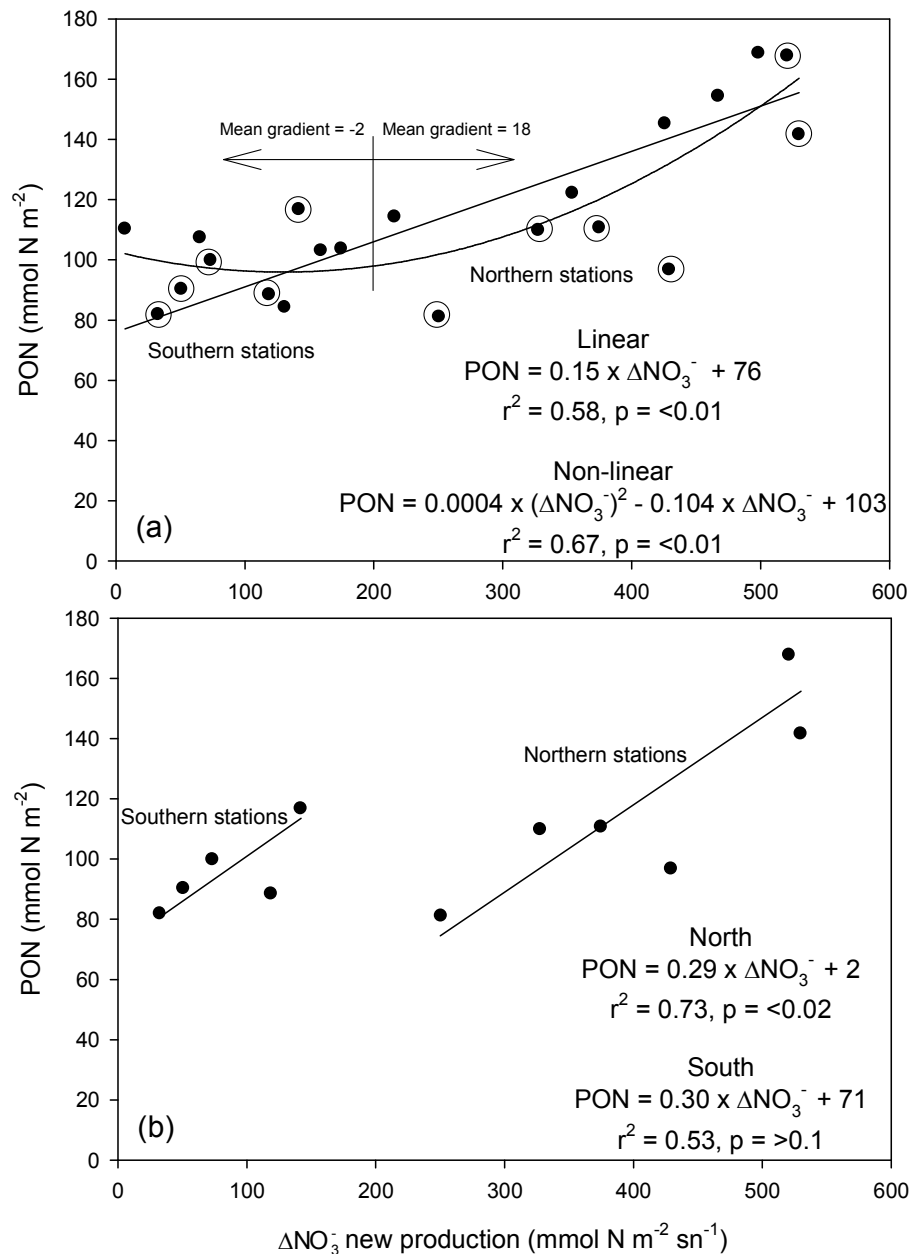 180
160
140
120
100
80
60
40
20
0
PON (mmol N m⁻²)
Mean gradient = -2
Mean gradient = 18
Northern stations
Southern stations
Linear
PON = 0.15 x ΔNO₃⁻ + 76
r² = 0.58, p = <0.01
Non-linear
PON = 0.0004 x (ΔNO₃⁻)² - 0.104 x ΔNO₃⁻ + 103
r² = 0.67, p = <0.01
(a)
0 100 200 300 400 500 600
180
160
140
120
100
80
60
40
20
0
PON (mmol N m⁻²)
Northern stations
Southern stations
North
PON = 0.29 x ΔNO₃⁻ + 2
r² = 0.73, p = <0.02
South
PON = 0.30 x ΔNO₃⁻ + 71
r² = 0.53, p = >0.1
(b)
0 100 200 300 400 500 600
ΔNO₃⁻ new production (mmol N m⁻² sn⁻¹)